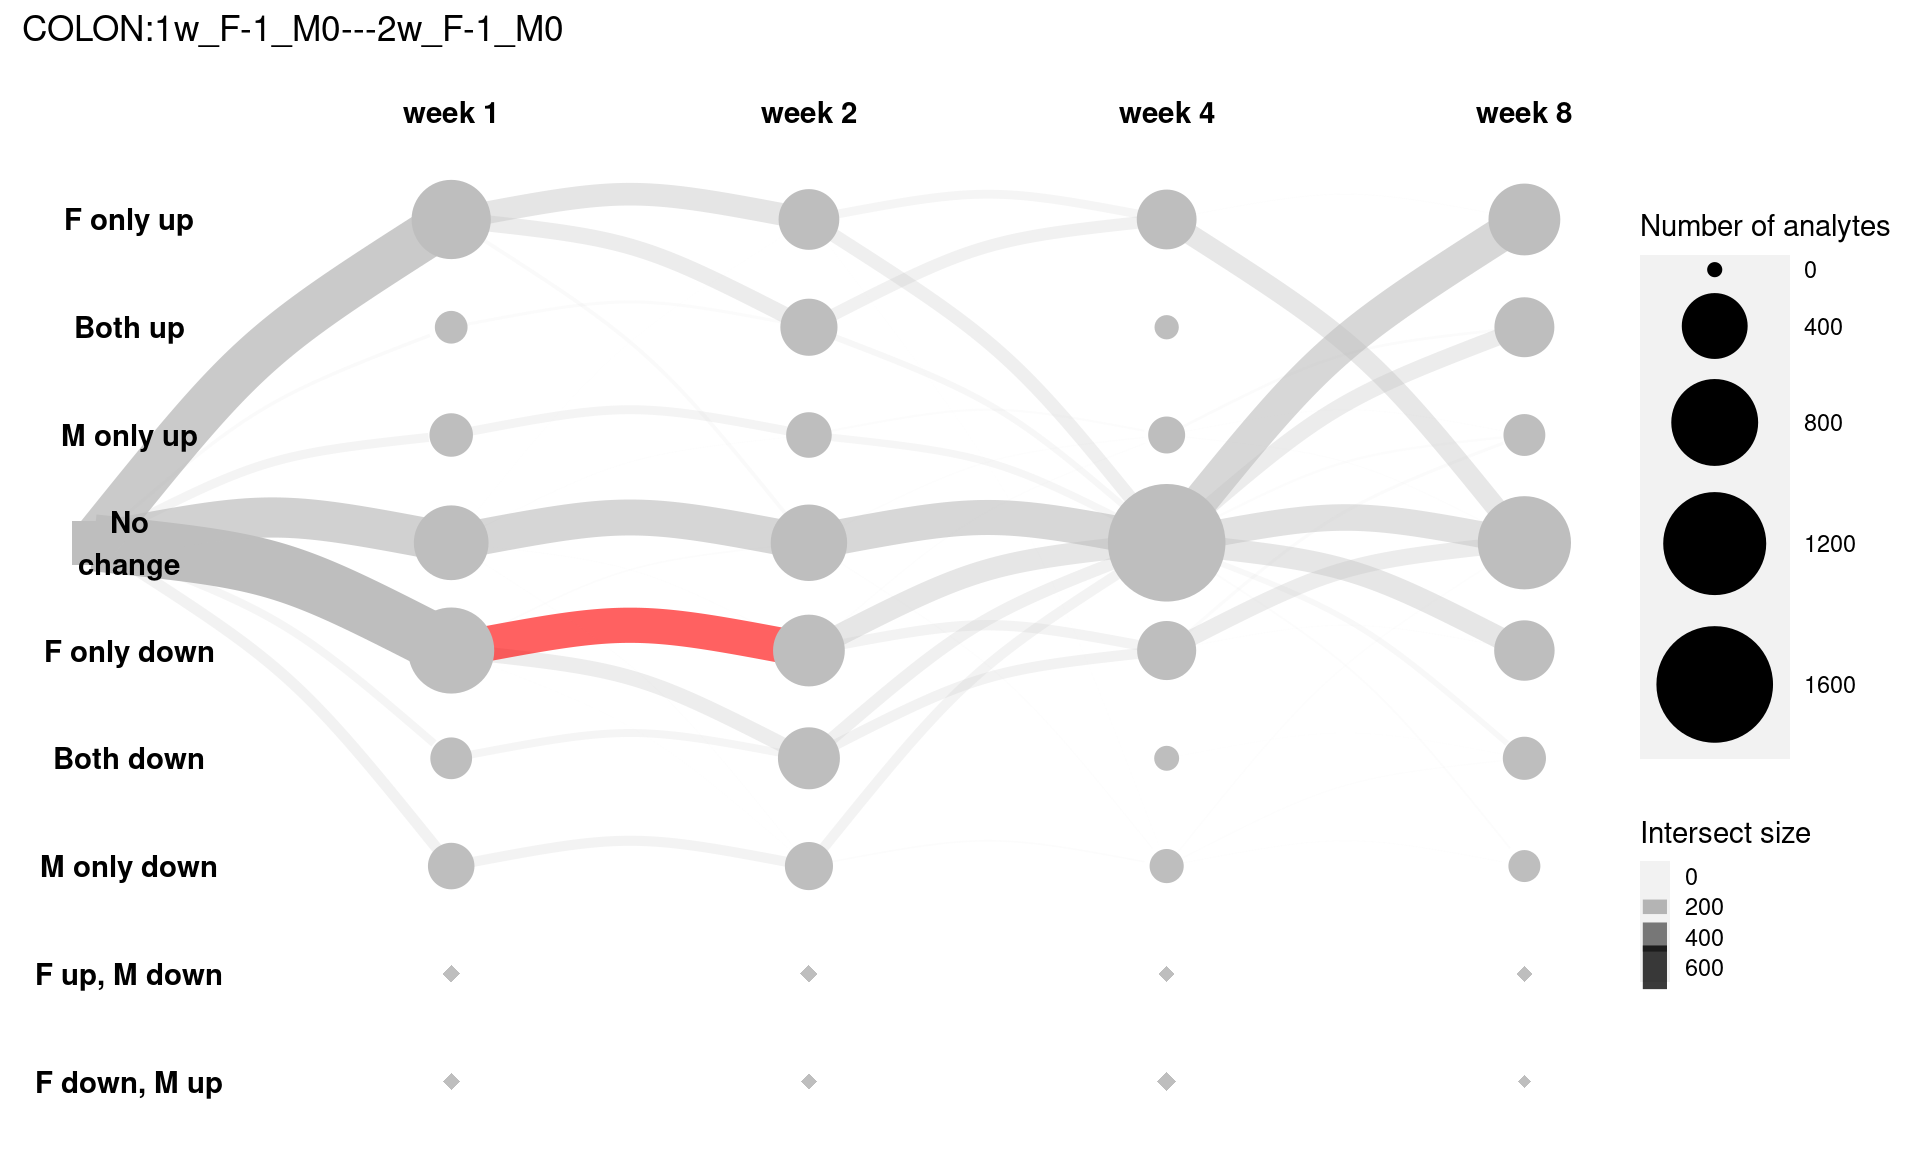 COLON:1w_F-1_M0---2w_F-1_M0
week 1
week 2
week 4
week 8
F only up
Both up
M only up
No
change
F only down
Both down
M only down
F up, M down
F down, M up
Number of analytes
0
400
800
1200
1600
Intersect size
0
200
400
600